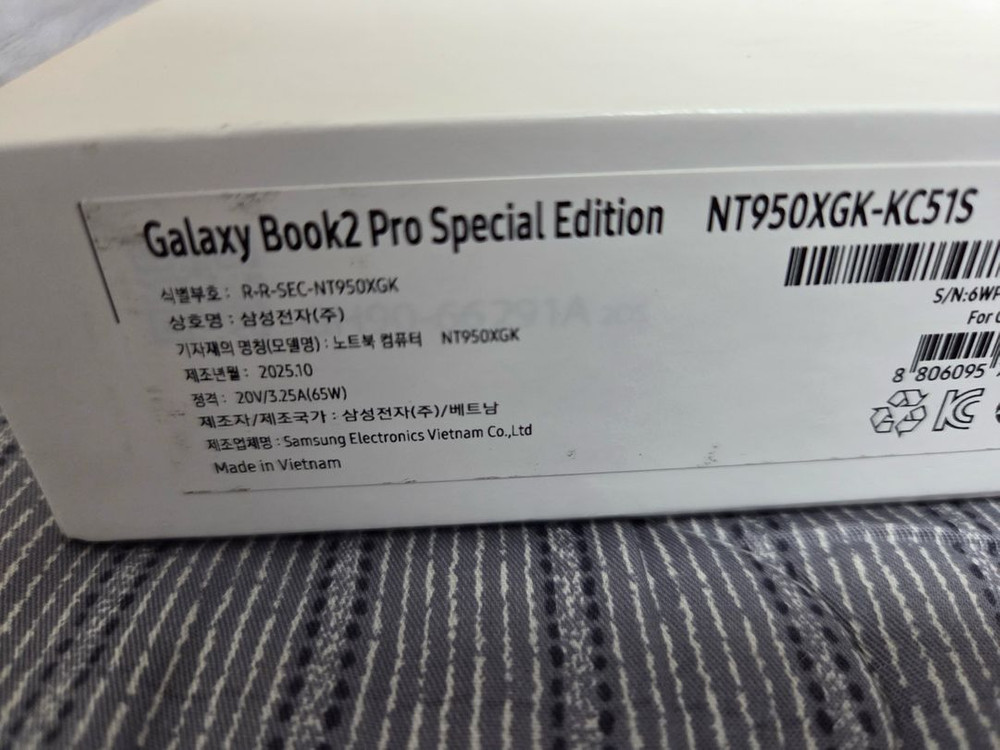 Galaxy Book2 Pro Special Edition NT950XGK-KC51S
식별부호 : R-R-SEC-NT950XGK
상호명 : 삼성전자(주)
기자재의 명칭(모델명) : 노트북 컴퓨터 NT950XGK
제조년월 : 2025.10
정격 : 20V/3.25A(65W)
제조자/제조국가 : 삼성전자(주)/베트남
제조업체명 : Samsung Electronics Vietnam Co.,Ltd
Made in Vietnam
S/N:6WF
For
8 806095